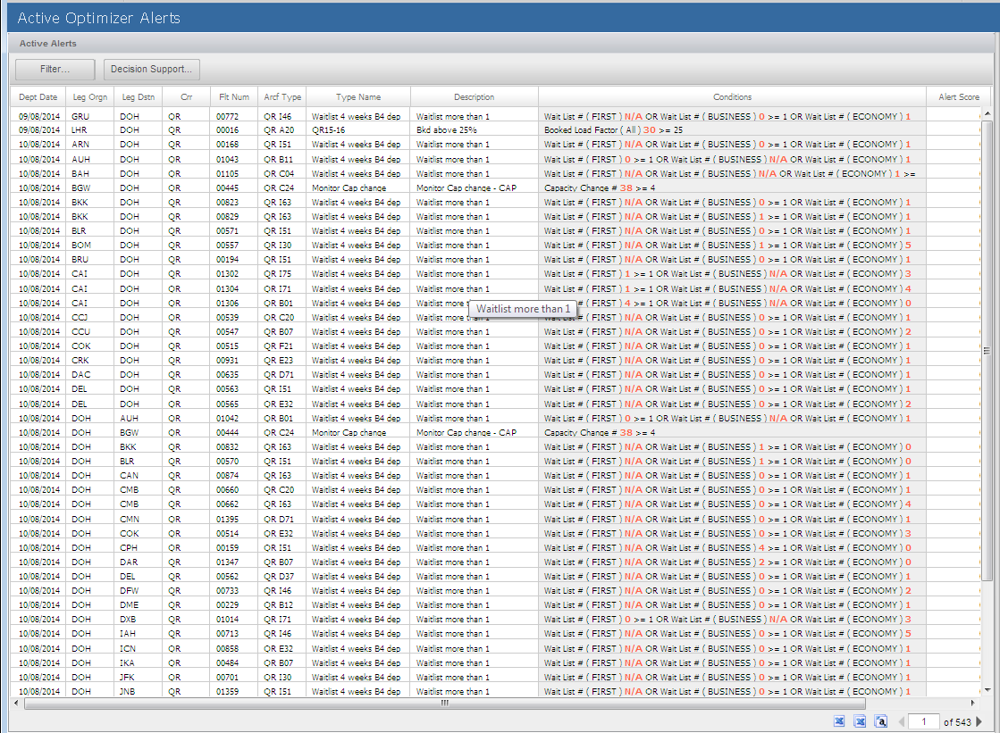 Active Optimizer Alerts
Active Alerts
Filter... Decision Support...
Dept Date Leg Orgn Leg Dstn Crr Flt Num Arcf Type Type Name Description Conditions Alert Score
09/08/2014 GRU DOH QR 00772 QR I46 Waitlist 4 weeks B4 dep Waitlist more than 1 Wait List # ( FIRST ) N/A OR Wait List # ( BUSINESS ) 0 >= 1 OR Wait List # ( ECONOMY ) 1
09/08/2014 LHR DOH QR 00016 QR A20 QR15-16 Bkd above 25% Booked Load Factor ( All ) 30 >= 25
10/08/2014 ARN DOH QR 00168 QR I51 Waitlist 4 weeks B4 dep Waitlist more than 1 Wait List # ( FIRST ) N/A OR Wait List # ( BUSINESS ) 0 >= 1 OR Wait List # ( ECONOMY ) 1
10/08/2014 AUH DOH QR 01043 QR B11 Waitlist 4 weeks B4 dep Waitlist more than 1 Wait List # ( FIRST ) 0 >= 1 OR Wait List # ( BUSINESS ) N/A OR Wait List # ( ECONOMY ) 1
10/08/2014 BAH DOH QR 01105 QR C04 Waitlist 4 weeks B4 dep Waitlist more than 1 Wait List # ( FIRST ) N/A OR Wait List # ( BUSINESS ) N/A OR Wait List # ( ECONOMY ) 1 >=
10/08/2014 BGW DOH QR 00445 QR C24 Monitor Cap change Monitor Cap change - CAP Capacity Change # 38 >= 4
10/08/2014 BKK DOH QR 00823 QR I63 Waitlist 4 weeks B4 dep Waitlist more than 1 Wait List # ( FIRST ) N/A OR Wait List # ( BUSINESS ) 0 >= 1 OR Wait List # ( ECONOMY ) 1
10/08/2014 BKK DOH QR 00829 QR I63 Waitlist 4 weeks B4 dep Waitlist more than 1 Wait List # ( FIRST ) N/A OR Wait List # ( BUSINESS ) 1 >= 1 OR Wait List # ( ECONOMY ) 1
10/08/2014 BLR DOH QR 00571 QR I51 Waitlist 4 weeks B4 dep Waitlist more than 1 Wait List # ( FIRST ) N/A OR Wait List # ( BUSINESS ) 0 >= 1 OR Wait List # ( ECONOMY ) 1
10/08/2014 BOM DOH QR 00557 QR I30 Waitlist 4 weeks B4 dep Waitlist more than 1 Wait List # ( FIRST ) N/A OR Wait List # ( BUSINESS ) 1 >= 1 OR Wait List # ( ECONOMY ) 5
10/08/2014 BRU DOH QR 00194 QR I51 Waitlist 4 weeks B4 dep Waitlist more than 1 Wait List # ( FIRST ) N/A OR Wait List # ( BUSINESS ) 0 >= 1 OR Wait List # ( ECONOMY ) 1
10/08/2014 CAI DOH QR 01302 QR I75 Waitlist 4 weeks B4 dep Waitlist more than 1 Wait List # ( FIRST ) 1 >= 1 OR Wait List # ( BUSINESS ) N/A OR Wait List # ( ECONOMY ) 3
10/08/2014 CAI DOH QR 01304 QR I71 Waitlist 4 weeks B4 dep Waitlist more than 1 Wait List # ( FIRST ) 1 >= 1 OR Wait List # ( BUSINESS ) N/A OR Wait List # ( ECONOMY ) 4
10/08/2014 CAI DOH QR 01306 QR B01 Waitlist 4 weeks B4 dep Waitlist more Wait List # ( FIRST ) 4 >= 1 OR Wait List # ( BUSINESS ) N/A OR Wait List # ( ECONOMY ) 0
Waitlist more than 1
10/08/2014 CCJ DOH QR 00539 QR C20 Waitlist 4 weeks B4 dep Waitlist more than 1 Wait List # ( FIRST ) N/A OR Wait List # ( BUSINESS ) 0 >= 1 OR Wait List # ( ECONOMY ) 1
10/08/2014 CCU DOH QR 00547 QR B07 Waitlist 4 weeks B4 dep Waitlist more than 1 Wait List # ( FIRST ) N/A OR Wait List # ( BUSINESS ) 0 >= 1 OR Wait List # ( ECONOMY ) 2
10/08/2014 COK DOH QR 00515 QR F21 Waitlist 4 weeks B4 dep Waitlist more than 1 Wait List # ( FIRST ) N/A OR Wait List # ( BUSINESS ) 0 >= 1 OR Wait List # ( ECONOMY ) 1
10/08/2014 CRK DOH QR 00931 QR E23 Waitlist 4 weeks B4 dep Waitlist more than 1 Wait List # ( FIRST ) N/A OR Wait List # ( BUSINESS ) 0 >= 1 OR Wait List # ( ECONOMY ) 1
10/08/2014 DAC DOH QR 00635 QR D71 Waitlist 4 weeks B4 dep Waitlist more than 1 Wait List # ( FIRST ) N/A OR Wait List # ( BUSINESS ) 0 >= 1 OR Wait List # ( ECONOMY ) 1
10/08/2014 DEL DOH QR 00563 QR I51 Waitlist 4 weeks B4 dep Waitlist more than 1 Wait List # ( FIRST ) N/A OR Wait List # ( BUSINESS ) 0 >= 1 OR Wait List # ( ECONOMY ) 1
10/08/2014 DEL DOH QR 00565 QR E32 Waitlist 4 weeks B4 dep Waitlist more than 1 Wait List # ( FIRST ) N/A OR Wait List # ( BUSINESS ) 0 >= 1 OR Wait List # ( ECONOMY ) 2
10/08/2014 DOH AUH QR 01042 QR B01 Waitlist 4 weeks B4 dep Waitlist more than 1 Wait List # ( FIRST ) 0 >= 1 OR Wait List # ( BUSINESS ) N/A OR Wait List # ( ECONOMY ) 1
10/08/2014 DOH BGW QR 00444 QR C24 Monitor Cap change Monitor Cap change - CAP Capacity Change # 38 >= 4
10/08/2014 DOH BKK QR 00832 QR I63 Waitlist 4 weeks B4 dep Waitlist more than 1 Wait List # ( FIRST ) N/A OR Wait List # ( BUSINESS ) 1 >= 1 OR Wait List # ( ECONOMY ) 0
10/08/2014 DOH BLR QR 00570 QR I51 Waitlist 4 weeks B4 dep Waitlist more than 1 Wait List # ( FIRST ) N/A OR Wait List # ( BUSINESS ) 1 >= 1 OR Wait List # ( ECONOMY ) 0
10/08/2014 DOH CAN QR 00874 QR I63 Waitlist 4 weeks B4 dep Waitlist more than 1 Wait List # ( FIRST ) N/A OR Wait List # ( BUSINESS ) 0 >= 1 OR Wait List # ( ECONOMY ) 1
10/08/2014 DOH CMB QR 00660 QR C20 Waitlist 4 weeks B4 dep Waitlist more than 1 Wait List # ( FIRST ) N/A OR Wait List # ( BUSINESS ) 0 >= 1 OR Wait List # ( ECONOMY ) 1
10/08/2014 DOH CMB QR 00662 QR I63 Waitlist 4 weeks B4 dep Waitlist more than 1 Wait List # ( FIRST ) N/A OR Wait List # ( BUSINESS ) 0 >= 1 OR Wait List # ( ECONOMY ) 4
10/08/2014 DOH CMN QR 01395 QR D71 Waitlist 4 weeks B4 dep Waitlist more than 1 Wait List # ( FIRST ) N/A OR Wait List # ( BUSINESS ) 0 >= 1 OR Wait List # ( ECONOMY ) 1
10/08/2014 DOH COK QR 00514 QR E32 Waitlist 4 weeks B4 dep Waitlist more than 1 Wait List # ( FIRST ) N/A OR Wait List # ( BUSINESS ) 0 >= 1 OR Wait List # ( ECONOMY ) 3
10/08/2014 DOH CPH QR 00159 QR I51 Waitlist 4 weeks B4 dep Waitlist more than 1 Wait List # ( FIRST ) N/A OR Wait List # ( BUSINESS ) 4 >= 1 OR Wait List # ( ECONOMY ) 0
10/08/2014 DOH DAR QR 01347 QR B07 Waitlist 4 weeks B4 dep Waitlist more than 1 Wait List # ( FIRST ) N/A OR Wait List # ( BUSINESS ) 2 >= 1 OR Wait List # ( ECONOMY ) 0
10/08/2014 DOH DEL QR 00562 QR D37 Waitlist 4 weeks B4 dep Waitlist more than 1 Wait List # ( FIRST ) N/A OR Wait List # ( BUSINESS ) 0 >= 1 OR Wait List # ( ECONOMY ) 1
10/08/2014 DOH DFW QR 00733 QR I46 Waitlist 4 weeks B4 dep Waitlist more than 1 Wait List # ( FIRST ) N/A OR Wait List # ( BUSINESS ) 0 >= 1 OR Wait List # ( ECONOMY ) 2
10/08/2014 DOH DME QR 00229 QR B12 Waitlist 4 weeks B4 dep Waitlist more than 1 Wait List # ( FIRST ) N/A OR Wait List # ( BUSINESS ) 0 >= 1 OR Wait List # ( ECONOMY ) 1
10/08/2014 DOH DXB QR 01014 QR I71 Waitlist 4 weeks B4 dep Waitlist more than 1 Wait List # ( FIRST ) 0 >= 1 OR Wait List # ( BUSINESS ) N/A OR Wait List # ( ECONOMY ) 3
10/08/2014 DOH IAH QR 00713 QR I46 Waitlist 4 weeks B4 dep Waitlist more than 1 Wait List # ( FIRST ) N/A OR Wait List # ( BUSINESS ) 0 >= 1 OR Wait List # ( ECONOMY ) 5
10/08/2014 DOH ICN QR 00858 QR E32 Waitlist 4 weeks B4 dep Waitlist more than 1 Wait List # ( FIRST ) N/A OR Wait List # ( BUSINESS ) 0 >= 1 OR Wait List # ( ECONOMY ) 1
10/08/2014 DOH IKA QR 00484 QR B07 Waitlist 4 weeks B4 dep Waitlist more than 1 Wait List # ( FIRST ) N/A OR Wait List # ( BUSINESS ) 0 >= 1 OR Wait List # ( ECONOMY ) 1
10/08/2014 DOH JFK QR 00701 QR I30 Waitlist 4 weeks B4 dep Waitlist more than 1 Wait List # ( FIRST ) N/A OR Wait List # ( BUSINESS ) 0 >= 1 OR Wait List # ( ECONOMY ) 1
10/08/2014 DOH JNB QR 01359 QR I51 Waitlist 4 weeks B4 dep Waitlist more than 1 Wait List # ( FIRST ) N/A OR Wait List # ( BUSINESS ) 0 >= 1 OR Wait List # ( ECONOMY ) 1
1 of 543